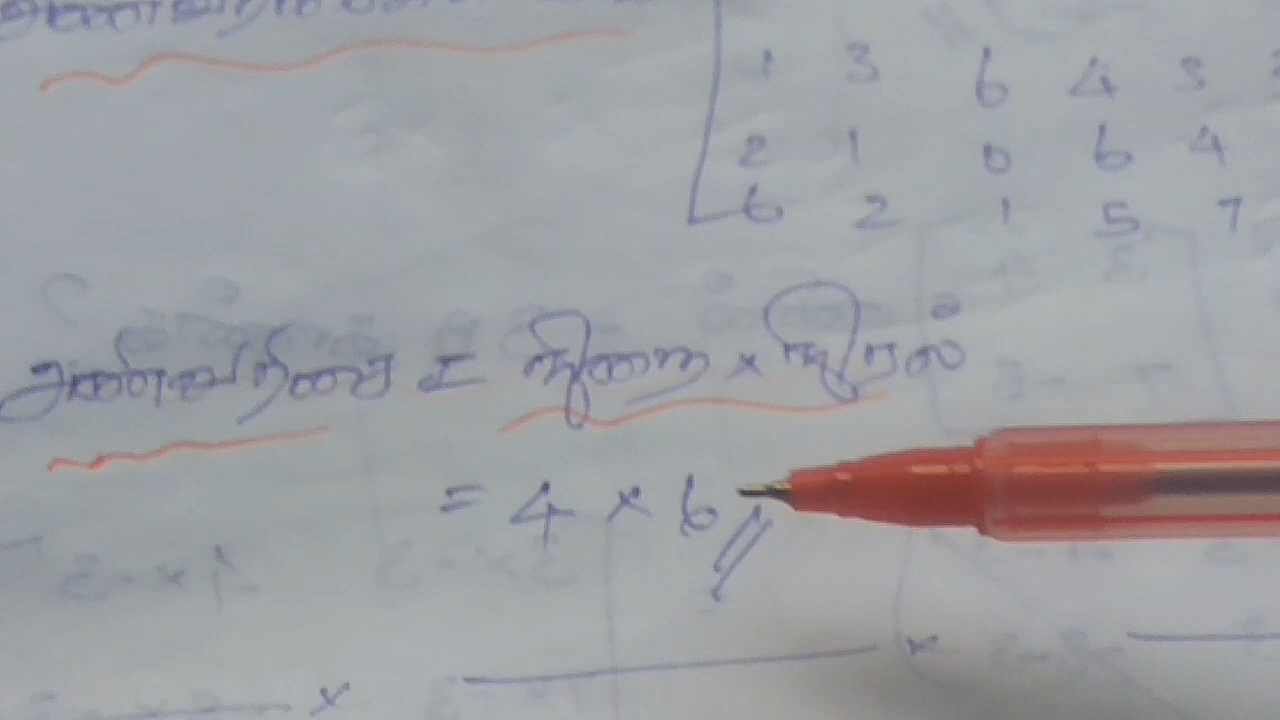 1 3 6 4 3
2 1 0 6 4
6 2 1 5 7
அணிவரிசை = நிரை × நிரல்
= 4 × 6
×
×